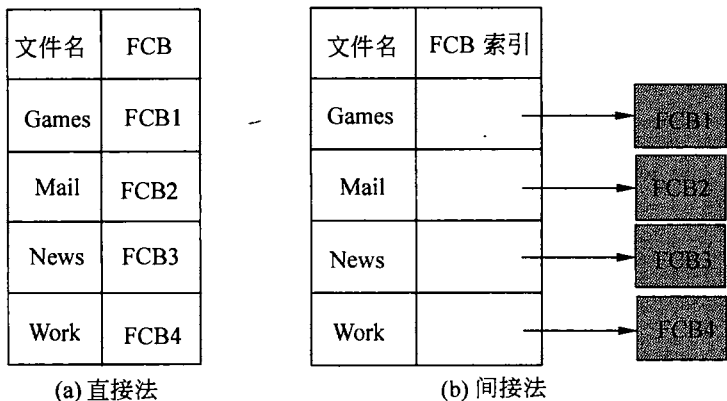 文件名 FCB
Games FCB1
Mail FCB2
News FCB3
Work FCB4
(a) 直接法
文件名 FCB 索引
Games FCB1
Mail FCB2
News FCB3
Work FCB4
(b) 间接法